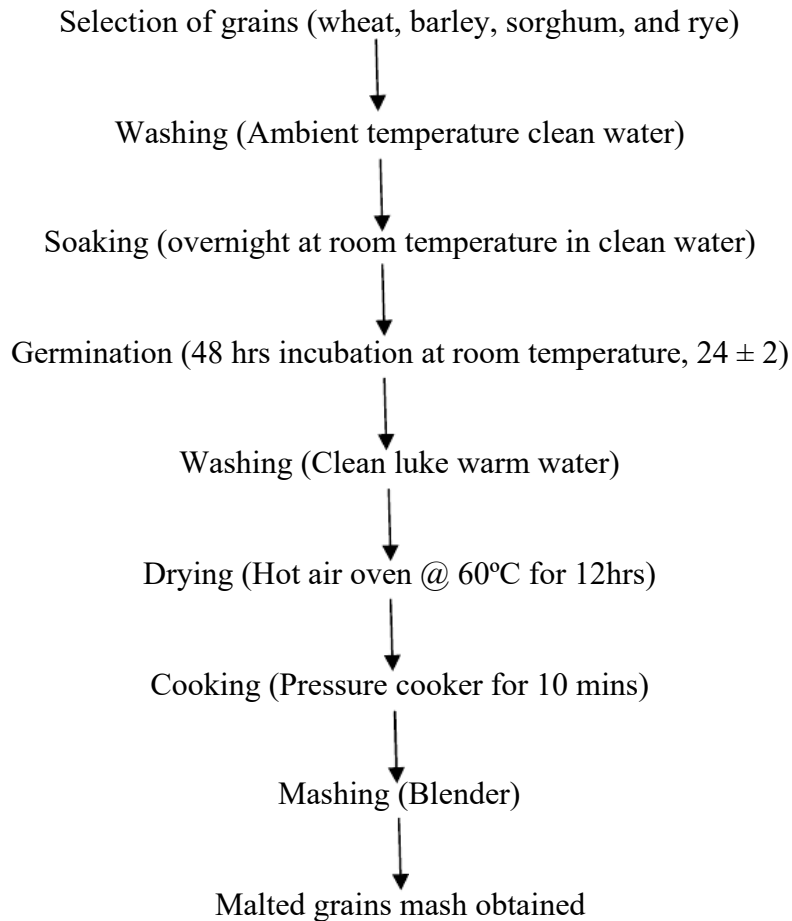 Selection of grains (wheat, barley, sorghum, and rye)
Washing (Ambient temperature clean water)
Soaking (overnight at room temperature in clean water)
Germination (48 hrs incubation at room temperature, 24 ± 2)
Washing (Clean luke warm water)
Drying (Hot air oven @ 60ºC for 12hrs)
Cooking (Pressure cooker for 10 mins)
Mashing (Blender)
Malted grains mash obtained